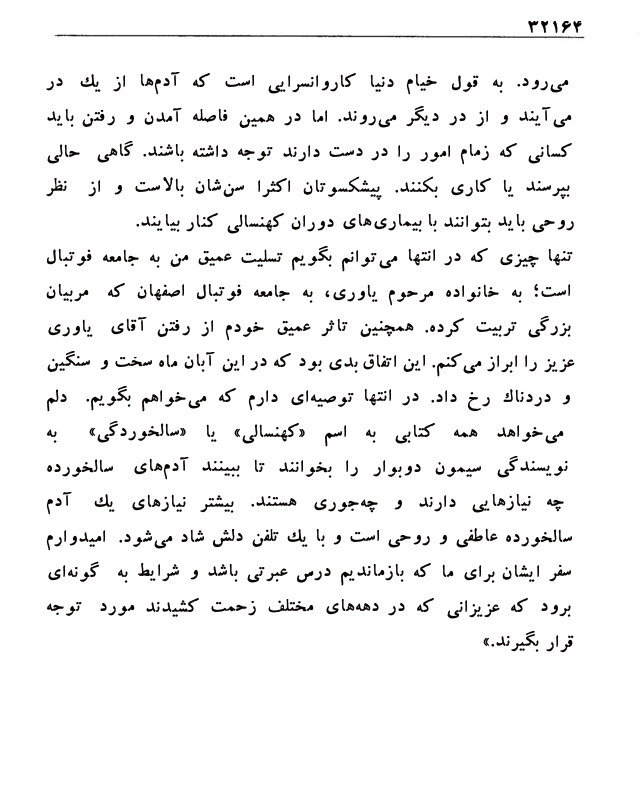 ۳۲۱۶۴
می‌رود. به قول خیام دنیا کاروانسرایی است که آدم‌ها از یك در
می‌آیند و از در دیگر می‌روند. اما در همین فاصله آمدن و رفتن باید
کسانی که زمام امور را در دست دارند توجه داشته باشند. گاهی حالی
بپرسند یا کاری بکنند. پیشکسوتان اکثرا سن‌شان بالاست و از نظر
روحی باید بتوانند با بیماری‌های دوران کهنسالی کنار بیایند.
تنها چیزی که در انتها می‌توانم بگویم تسلیت عمیق من به جامعه فوتبال
است؛ به خانواده مرحوم یاوری، به جامعه فوتبال اصفهان که مربیان
بزرگی تربیت کرده. همچنین تاثر عمیق خودم از رفتن آقای یاوری
عزیز را ابراز می‌کنم. این اتفاق بدی بود که در این آبان ماه سخت و سنگین
و دردناك رخ داد. در انتها توصیه‌ای دارم که می‌خواهم بگویم. دلم
می‌خواهد همه کتابی به اسم «کهنسالی» یا «سالخوردگی» به
نویسندگی سیمون دوبوار را بخوانند تا ببینند آدم‌های سالخورده
چه نیازهایی دارند و چه‌جوری هستند. بیشتر نیازهای یك آدم
سالخورده عاطفی و روحی است و با یك تلفن دلش شاد می‌شود. امیدوارم
سفر ایشان برای ما که بازماندیم درس عبرتی باشد و شرایط به گونه‌ای
برود که عزیزانی که در دهه‌های مختلف زحمت کشیدند مورد توجه
قرار بگیرند.»